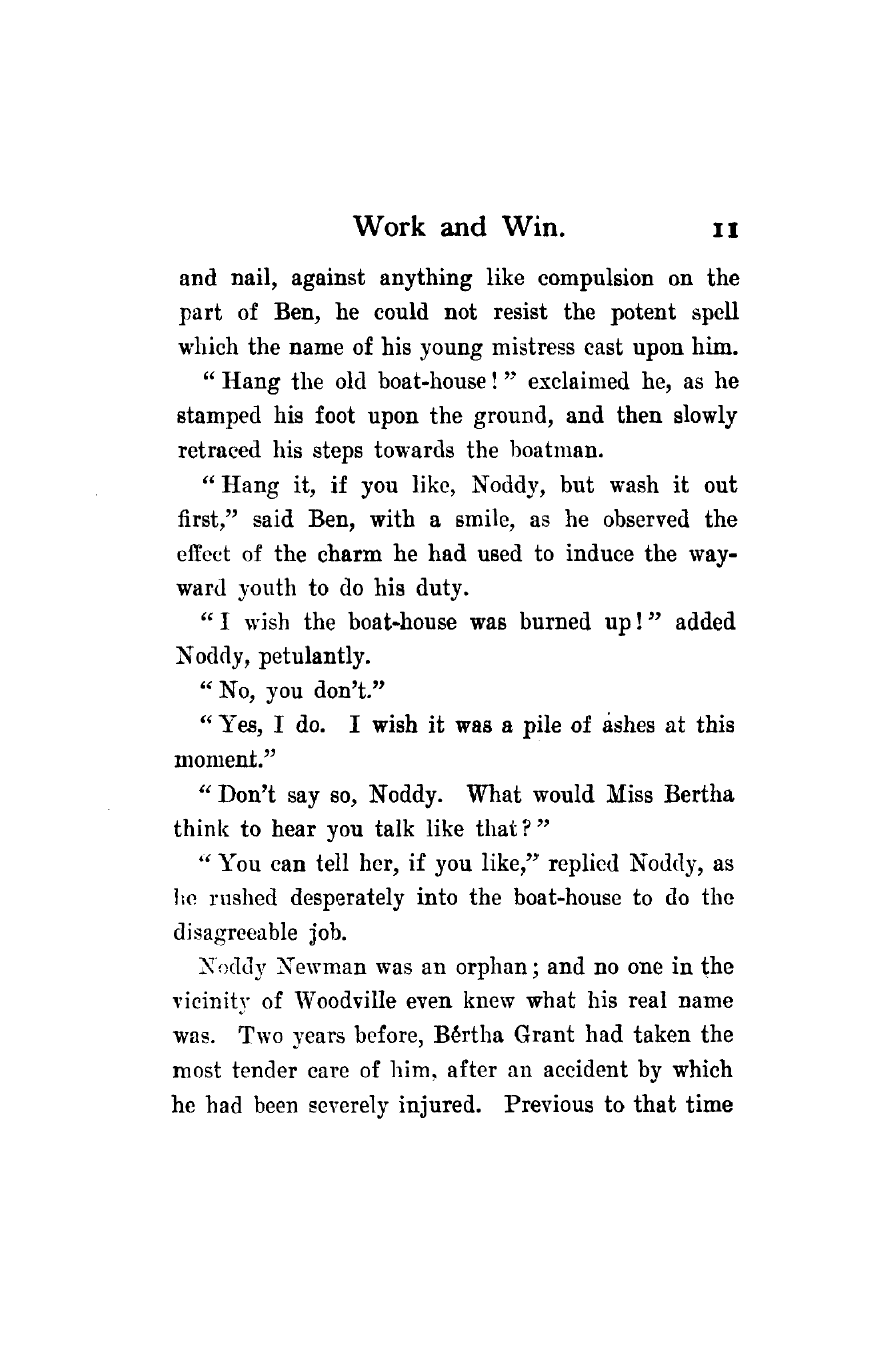 Work and Win. 11
and nail, against anything like compulsion on the
part of Ben, he could not resist the potent spell
which the name of his young mistress cast upon him.
“Hang the old boat-house!” exclaimed he, as he
stamped his foot upon the ground, and then slowly
retraced his steps towards the boatman.
“Hang it, if you like, Noddy, but wash it out
first,” said Ben, with a smile, as he observed the
effect of the charm he had used to induce the way-
ward youth to do his duty.
“I wish the boat-house was burned up!” added
Noddy, petulantly.
“No, you don’t.”
“Yes, I do. I wish it was a pile of ashes at this
moment.”
“Don’t say so, Noddy. What would Miss Bertha
think to hear you talk like that?”
“You can tell her, if you like,” replied Noddy, as
he rushed desperately into the boat-house to do the
disagreeable job.
Noddy Newman was an orphan; and no one in the
vicinity of Woodville even knew what his real name
was. Two years before, Bertha Grant had taken the
most tender care of him, after an accident by which
he had been severely injured. Previous to that time